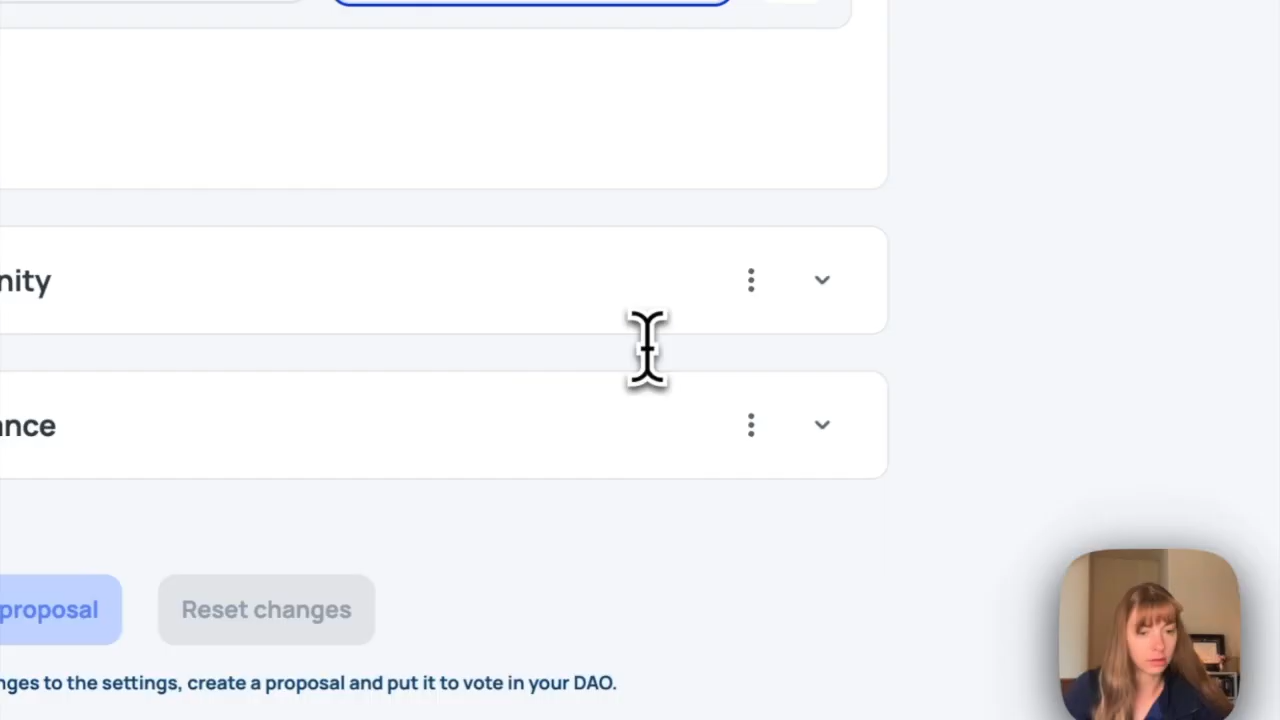 nity
ance
proposal
Reset changes
nges to the settings, create a proposal and put it to vote in your DAO.